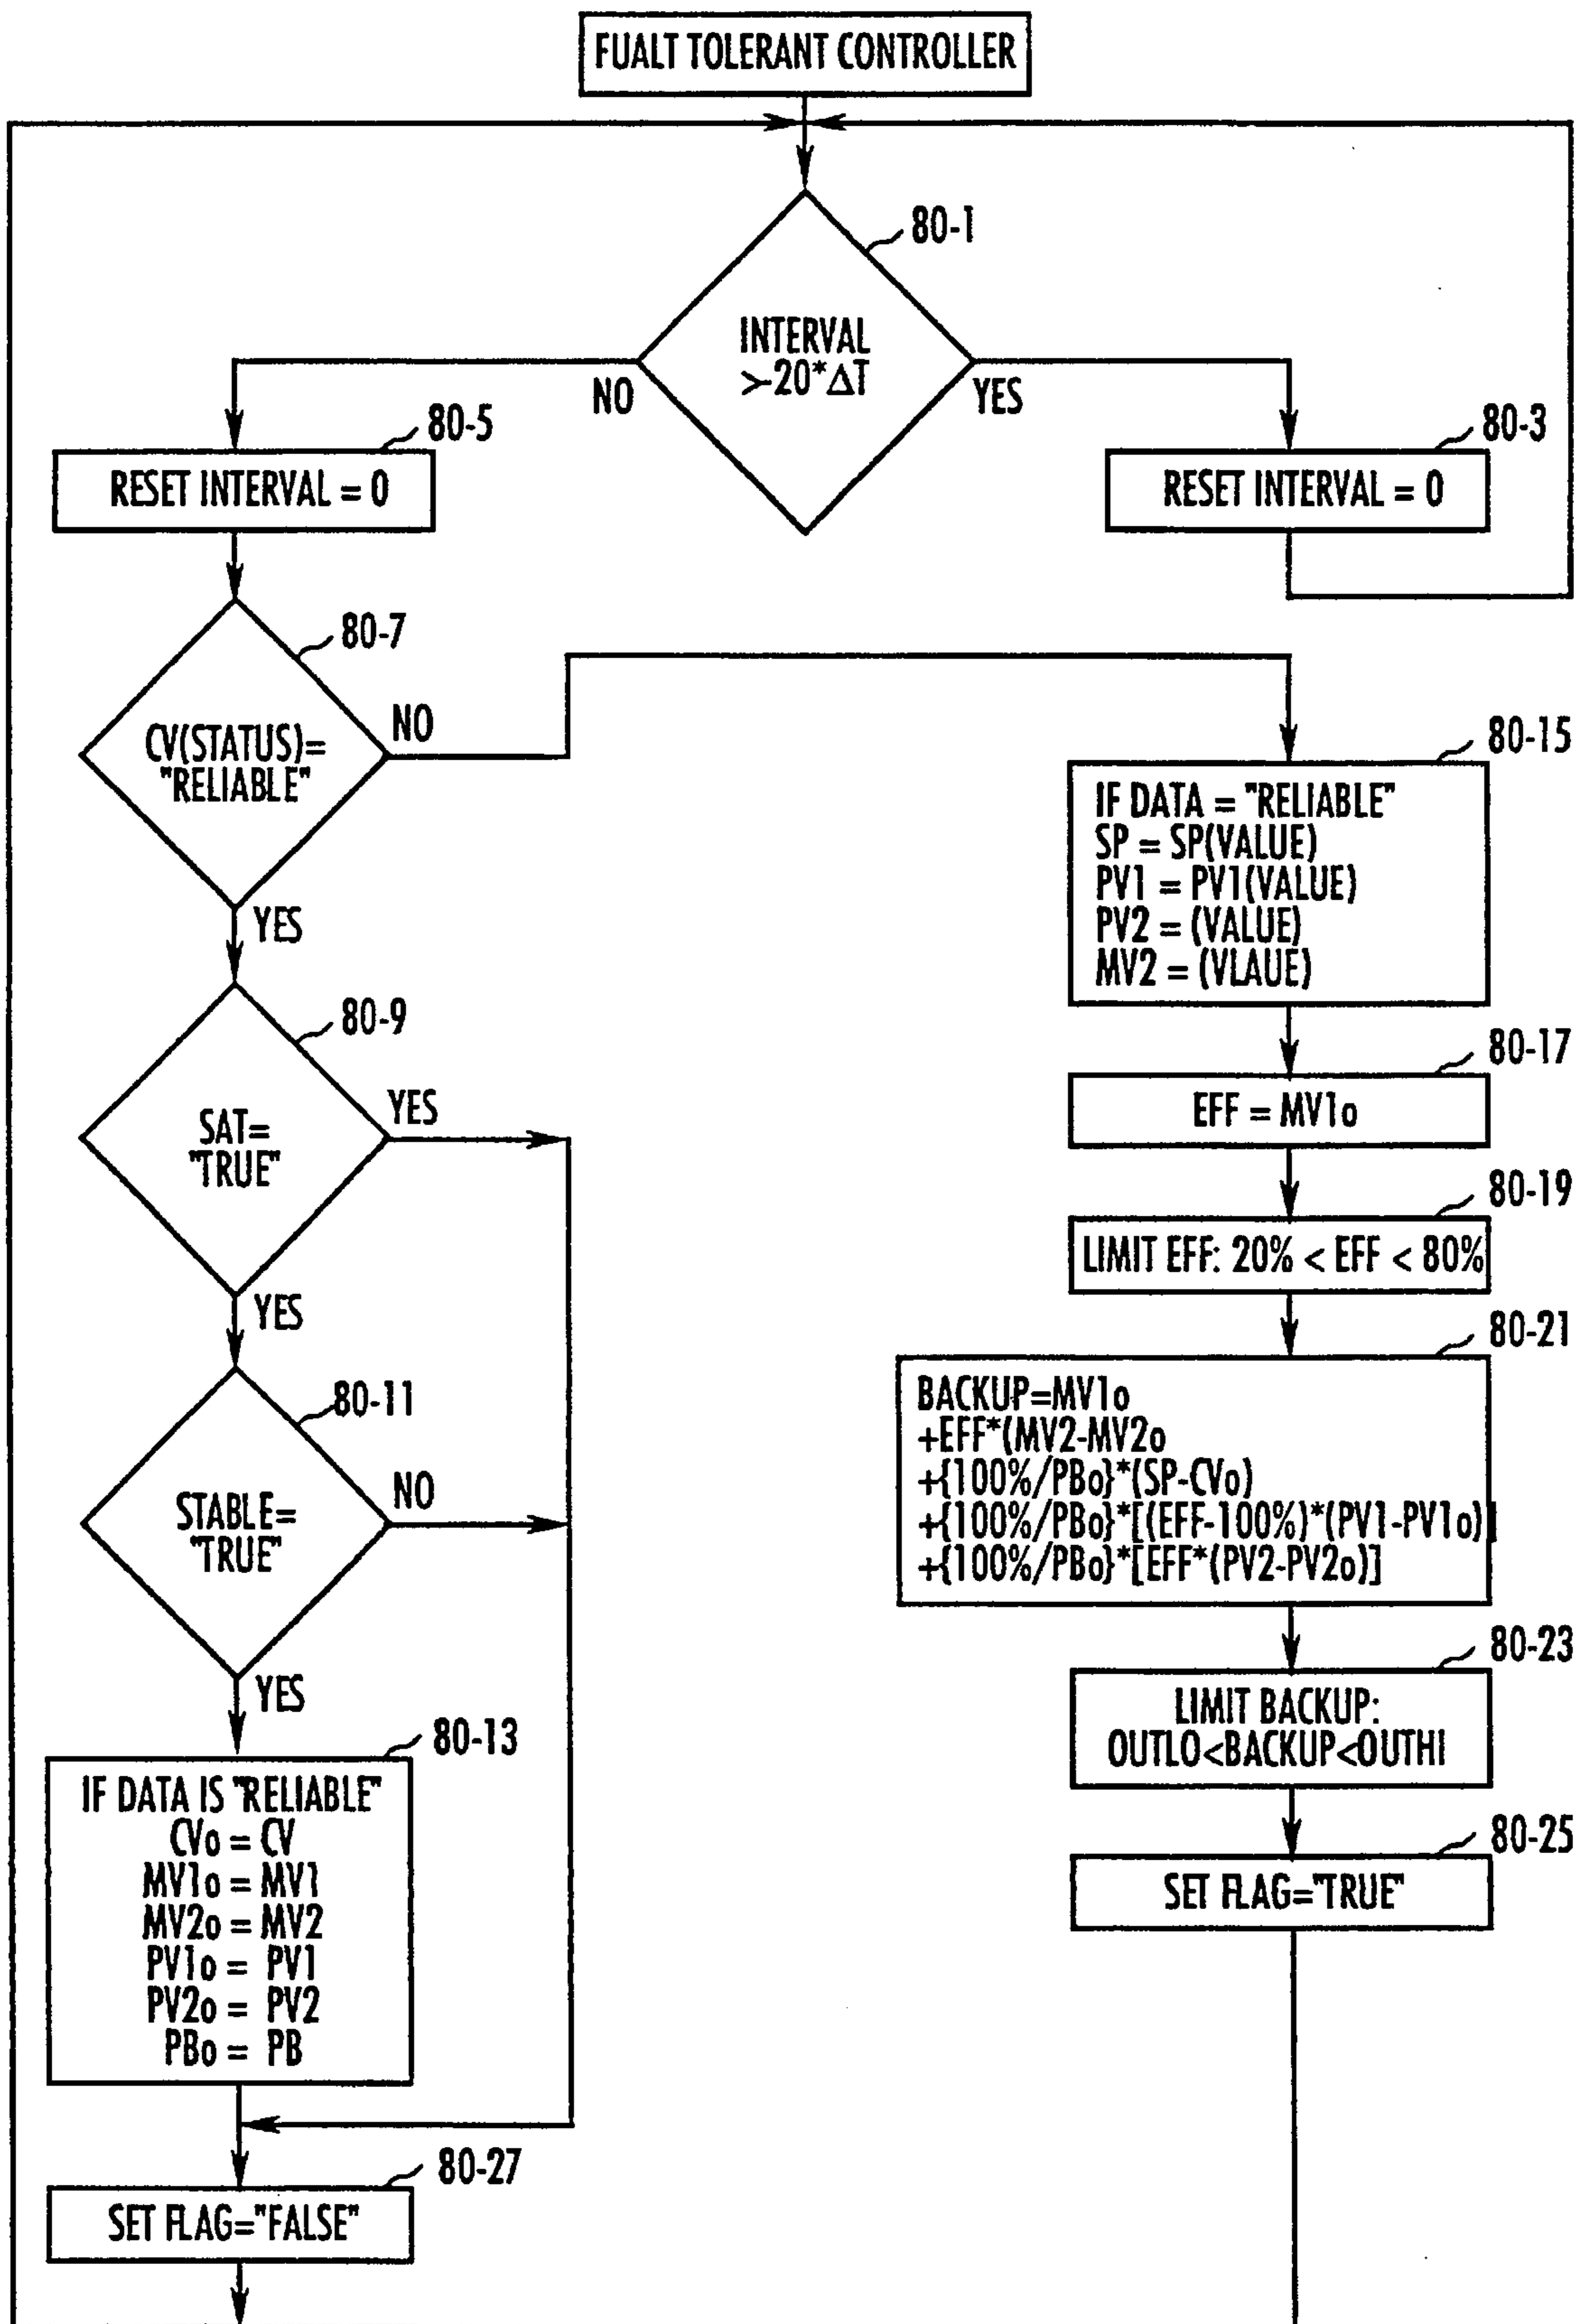 FUALT TOLERANT CONTROLLER
80-1
INTERVAL
>20*ΔT
NO
YES
80-5
RESET INTERVAL = 0
80-3
RESET INTERVAL = 0
80-7
CV(STATUS)=
"RELIABLE"
NO
YES
80-15
IF DATA = "RELIABLE"
SP = SP(VALUE)
PV1 = PV1(VALUE)
PV2 = (VALUE)
MV2 = (VLAUE)
80-9
SAT=
"TRUE"
YES
YES
80-17
EFF = MV1o
80-19
LIMIT EFF: 20% < EFF < 80%
80-11
STABLE=
"TRUE"
NO
YES
80-21
BACKUP=MV1o
+EFF*(MV2-MV2o
+{100%/PBo}*(SP-CVo)
+{100%/PBo}*[(EFF-100%)*(PV1-PV1o)]
+{100%/PBo}*[EFF*(PV2-PV2o)]
80-23
LIMIT BACKUP:
OUTLO<BACKUP<OUTHI
80-13
IF DATA IS "RELIABLE"
CVo = CV
MV1o = MV1
MV2o = MV2
PV1o = PV1
PV2o = PV2
PBo = PB
80-25
SET FLAG="TRUE"
80-27
SET FLAG="FALSE"